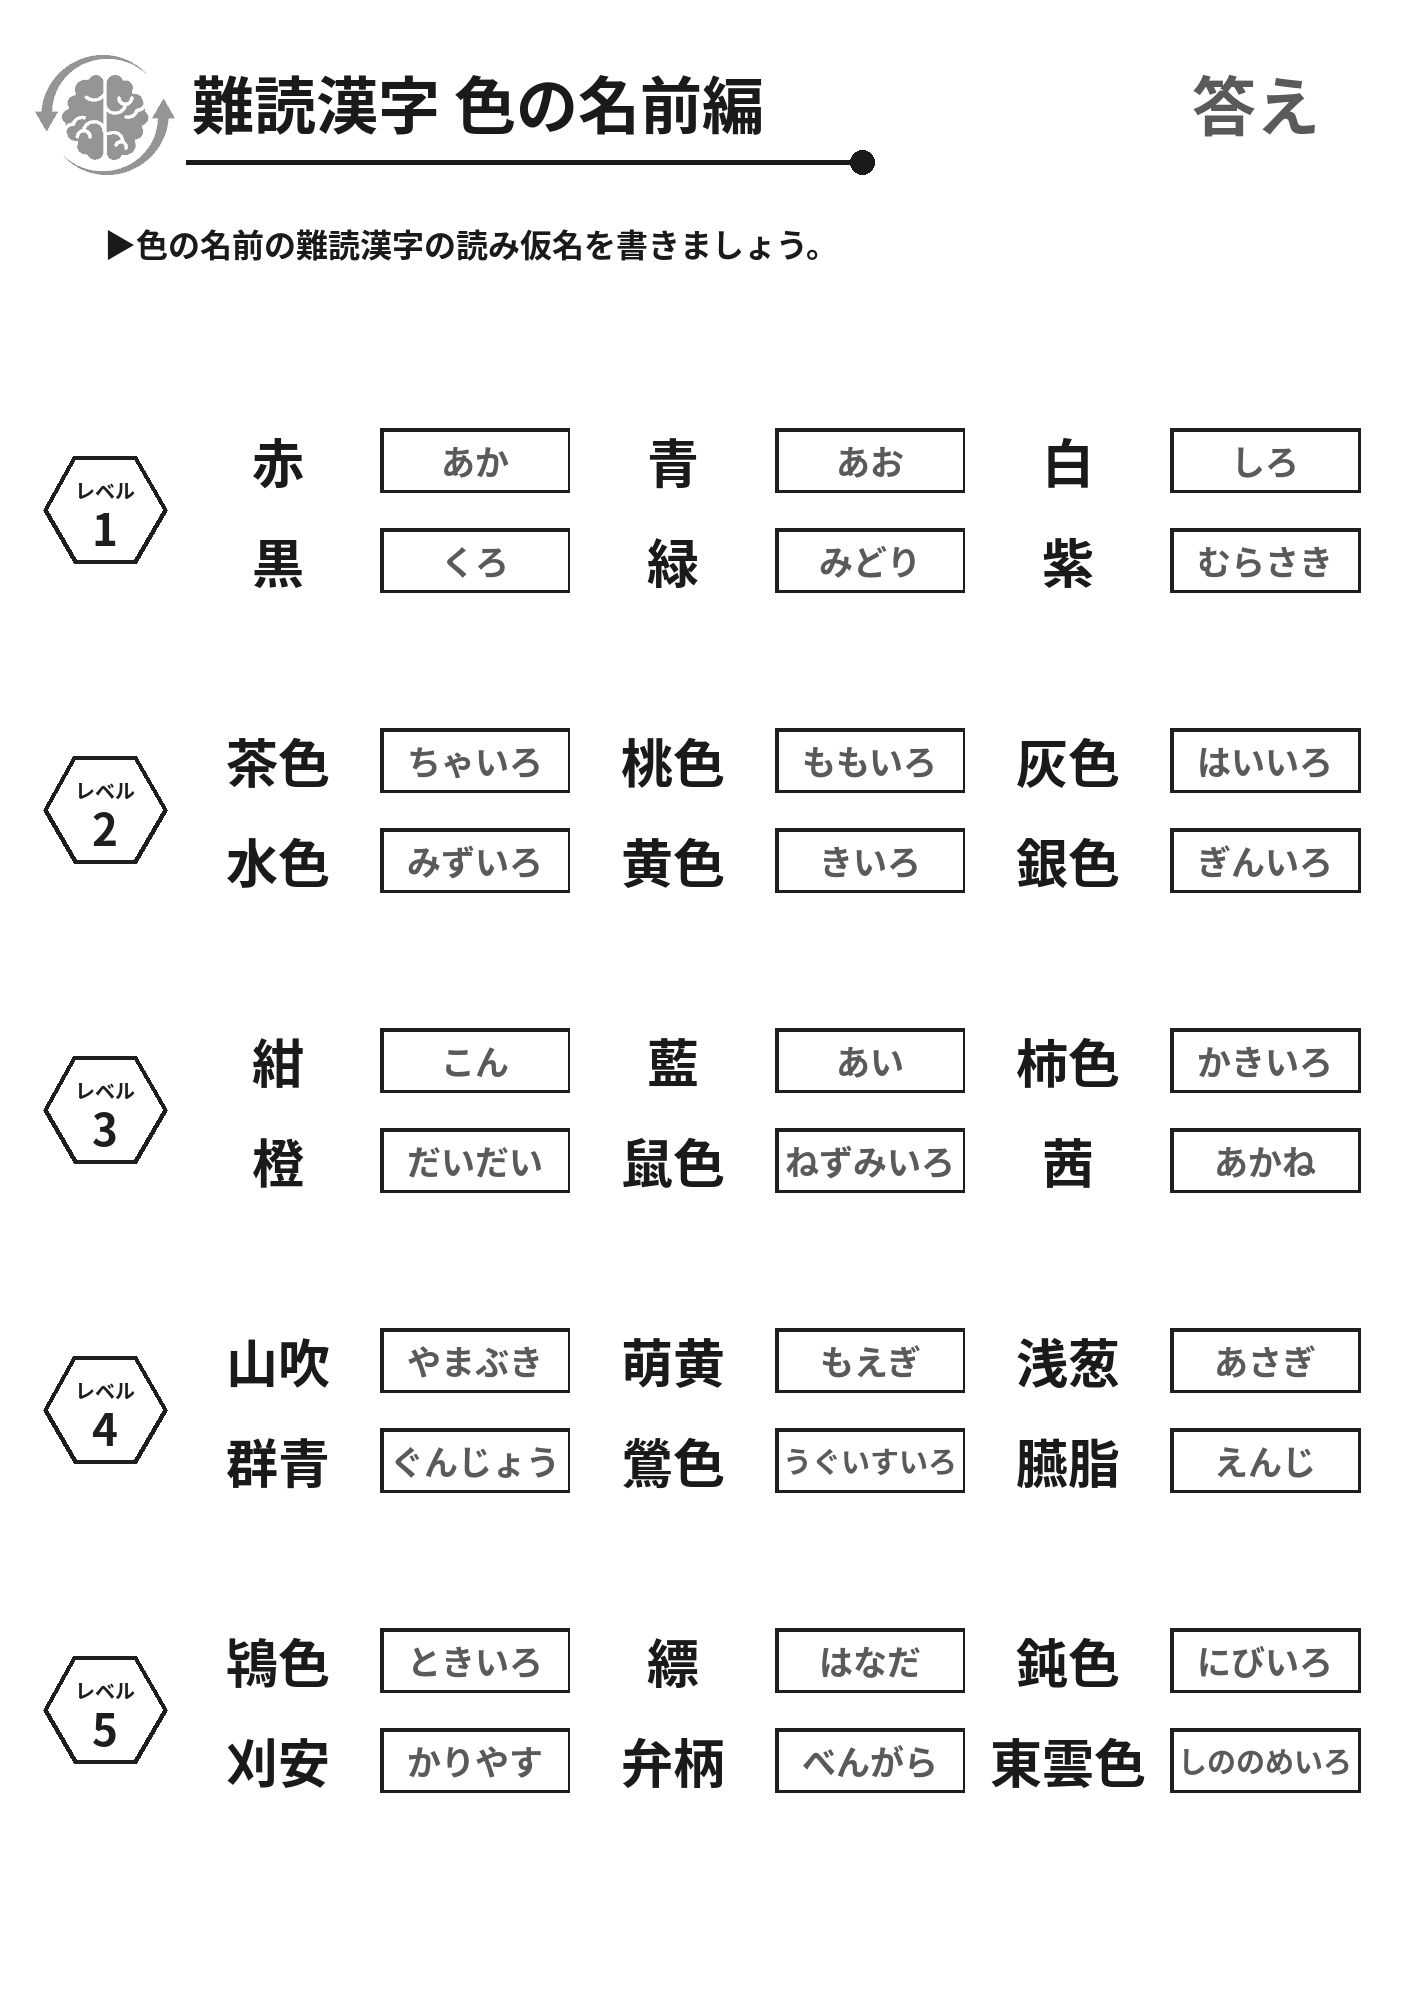 難読漢字 色の名前編
答え
▶色の名前の難読漢字の読み仮名を書きましょう。
レベル
1
赤 あか 青 あお 白 しろ
黒 くろ 緑 みどり 紫 むらさき
レベル
2
茶色 ちゃいろ 桃色 ももいろ 灰色 はいいろ
水色 みずいろ 黄色 きいろ 銀色 ぎんいろ
レベル
3
紺 こん 藍 あい 柿色 かきいろ
橙 だいだい 鼠色 ねずみいろ 茜 あかね
レベル
4
山吹 やまぶき 萌黄 もえぎ 浅葱 あさぎ
群青 ぐんじょう 鶯色 うぐいすいろ 臙脂 えんじ
レベル
5
鴇色 ときいろ 縹 はなだ 鈍色 にびいろ
刈安 かりやす 弁柄 べんがら 東雲色 しののめいろ